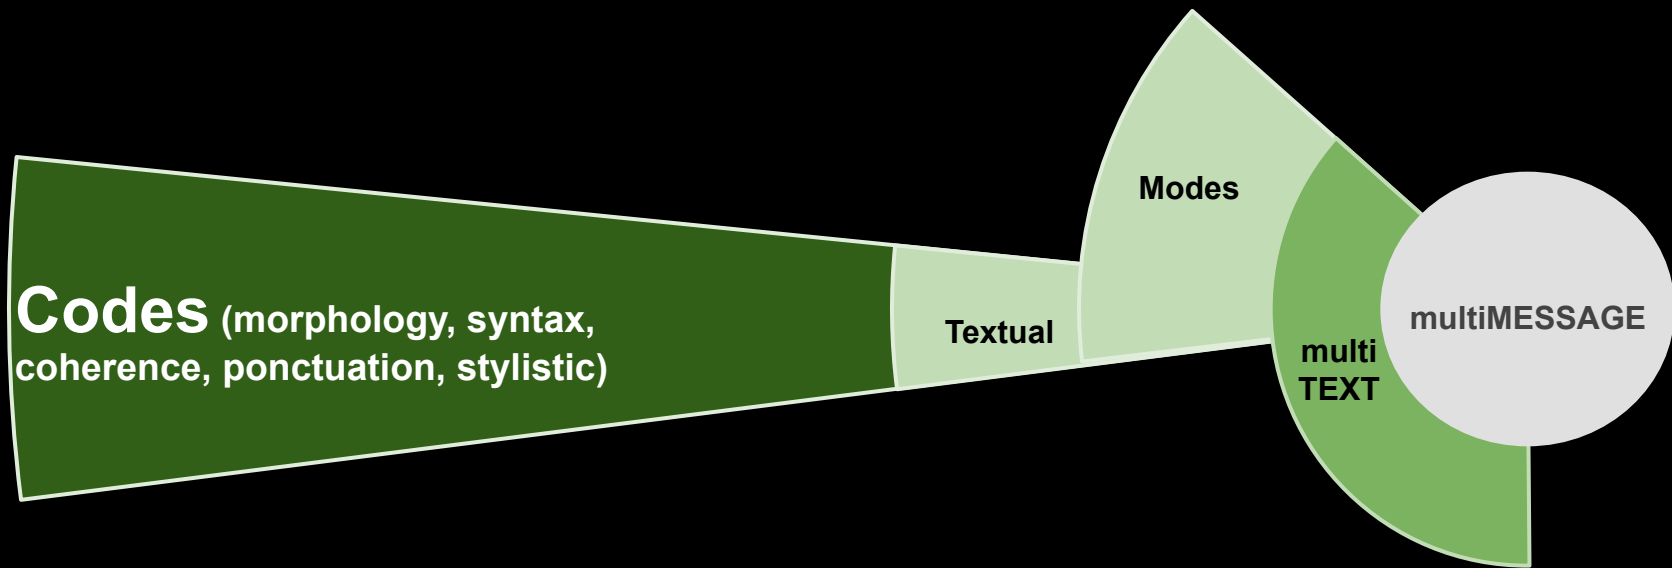 Codes (morphology, syntax,
coherence, ponctuation, stylistic)
Textual
Modes
multi
TEXT
multiMESSAGE